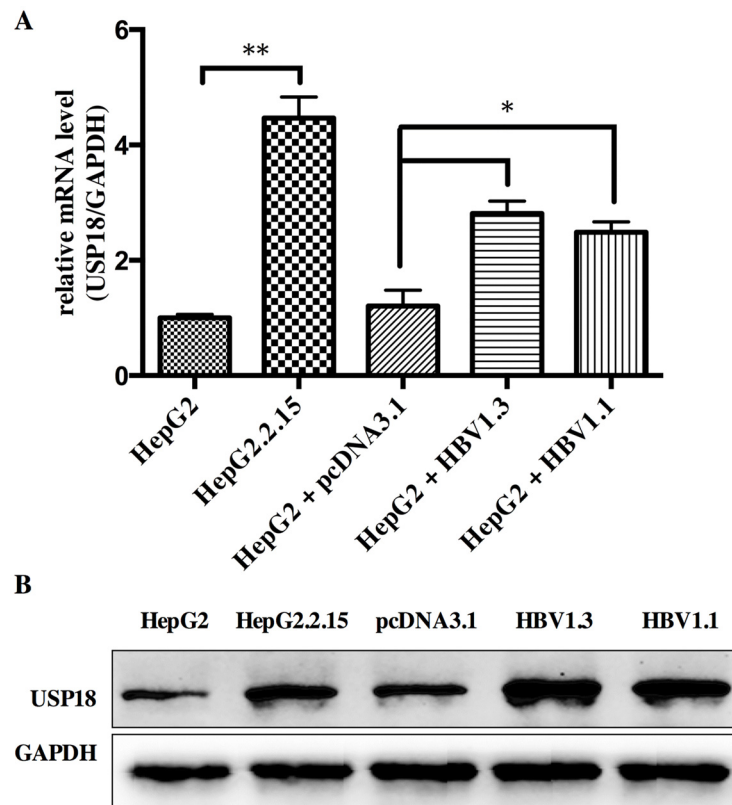 A
relative mRNA level
(USP18/GAPDH)
6
4
2
0
**
*
HepG2
HepG2.2.15
HepG2 + pcDNA3.1
HepG2 + HBV1.3
HepG2 + HBV1.1
B
HepG2 HepG2.2.15 pcDNA3.1 HBV1.3 HBV1.1
USP18
GAPDH